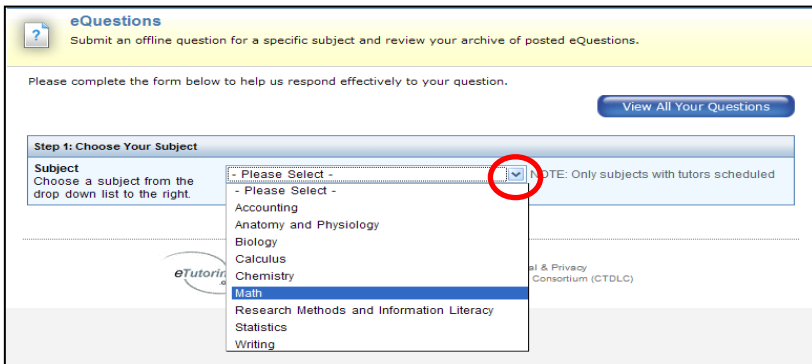 eQuestions
Submit an offline question for a specific subject and review your archive of posted eQuestions.
Please complete the form below to help us respond effectively to your question.
View All Your Questions
Step 1: Choose Your Subject
Subject
Choose a subject from the
drop down list to the right.
- Please Select -
NOTE: Only subjects with tutors scheduled
- Please Select -
Accounting
Anatomy and Physiology
Biology
Calculus
Chemistry
Math
Research Methods and Information Literacy
Statistics
Writing
& Privacy
Consortium (CTDLC)